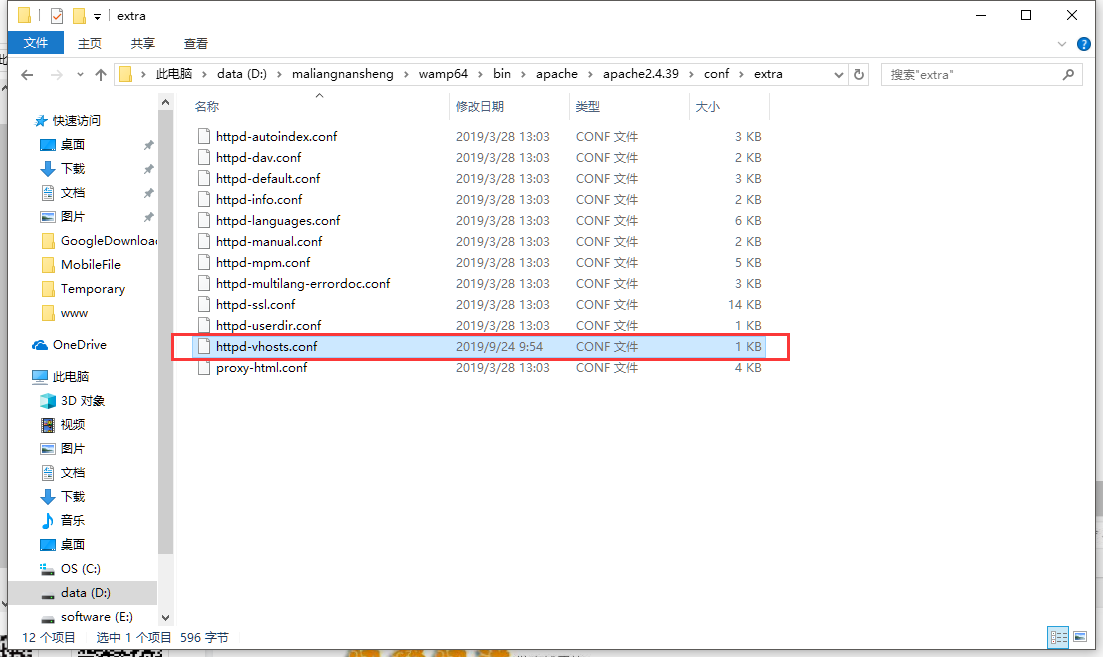 extra
文件 主页 共享 查看
此电脑 data (D:) maliangnansheng wamp64 bin apache apache2.4.39 conf extra 搜索"extra"
名称 修改日期 类型 大小
httpd-autoindex.conf 2019/3/28 13:03 CONF 文件 3 KB
httpd-dav.conf 2019/3/28 13:03 CONF 文件 2 KB
httpd-default.conf 2019/3/28 13:03 CONF 文件 3 KB
httpd-info.conf 2019/3/28 13:03 CONF 文件 2 KB
httpd-languages.conf 2019/3/28 13:03 CONF 文件 6 KB
httpd-manual.conf 2019/3/28 13:03 CONF 文件 2 KB
httpd-mpm.conf 2019/3/28 13:03 CONF 文件 5 KB
httpd-multilang-errordoc.conf 2019/3/28 13:03 CONF 文件 3 KB
httpd-ssl.conf 2019/3/28 13:03 CONF 文件 14 KB
httpd-userdir.conf 2019/3/28 13:03 CONF 文件 1 KB
httpd-vhosts.conf 2019/9/24 9:54 CONF 文件 1 KB
proxy-html.conf 2019/3/28 13:03 CONF 文件 4 KB
快速访问
桌面
下载
文档
图片
GoogleDownload
MobileFile
Temporary
www
OneDrive
此电脑
3D 对象
视频
图片
文档
下载
音乐
桌面
OS (C:)
data (D:)
software (E:)
12 个项目 选中 1 个项目 596 字节